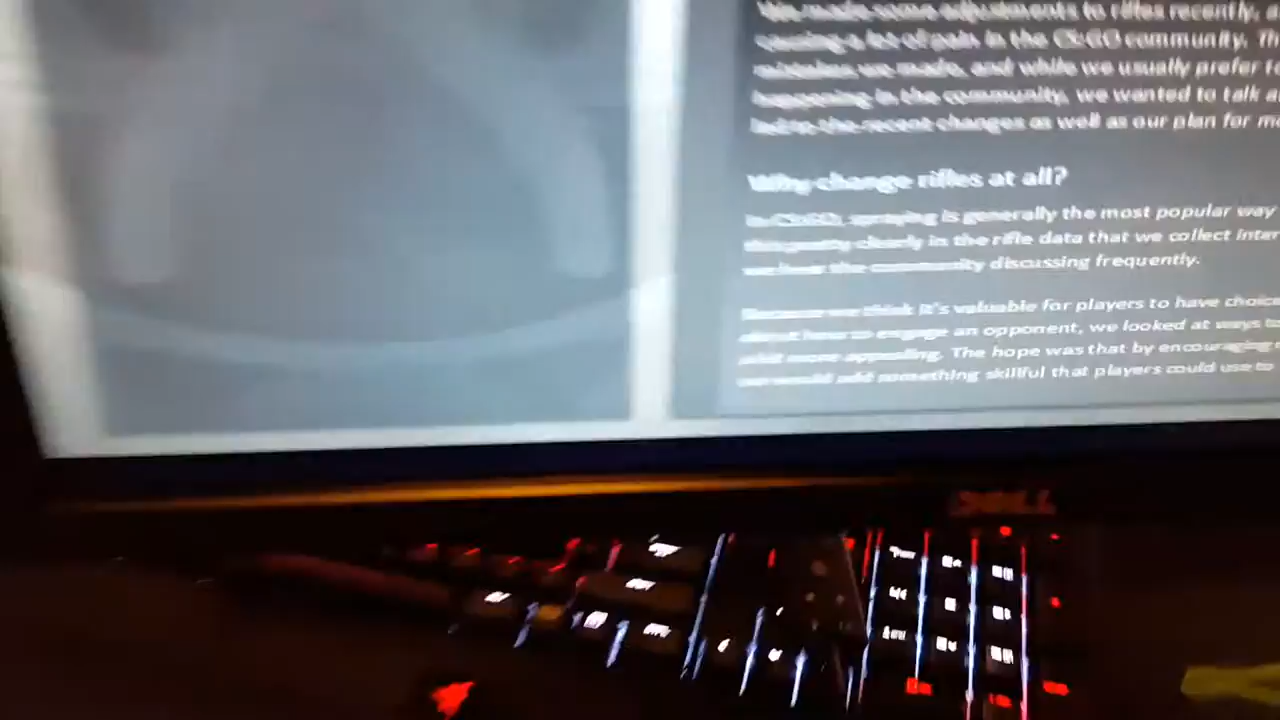 We made some adjustments to rifles recently, a
causing a lot of pain in the CS:GO community. Th
mistakes we made, and while we usually prefer to
happening in the community, we wanted to talk a
led to the recent changes as well as our plan for mo
Why change rifles at all?
In CS:GO, spraying is generally the most popular way
this pretty clearly in the rifle data that we collect inter
we hear the community discussing frequently.
Because we think it's valuable for players to have choic
about how to engage an opponent, we looked at ways to
a bit more appealing. The hope was that by encouraging
we would add something skillful that players could use to
DELL